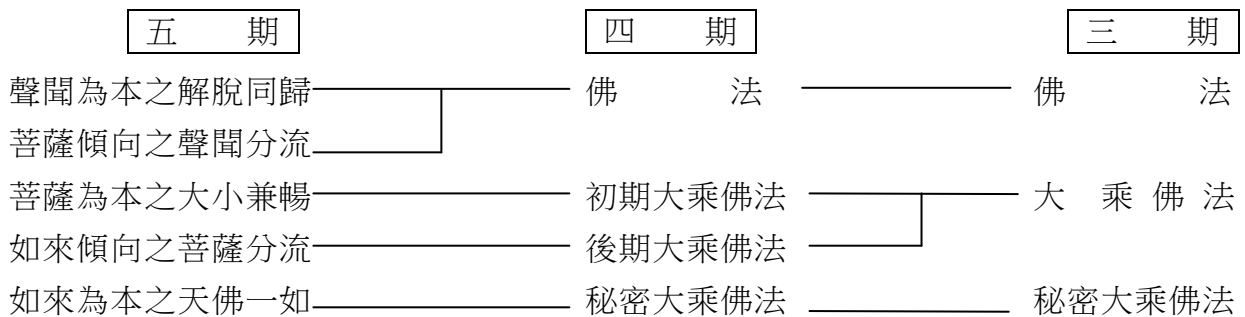 五 期 四 期 三 期
聲聞為本之解脫同歸 佛 法 佛 法
菩薩傾向之聲聞分流
菩薩為本之大小兼暢 初期大乘佛法 大 乘 佛 法
如來傾向之菩薩分流 後期大乘佛法
如來為本之天佛一如 秘密大乘佛法 秘密大乘佛法